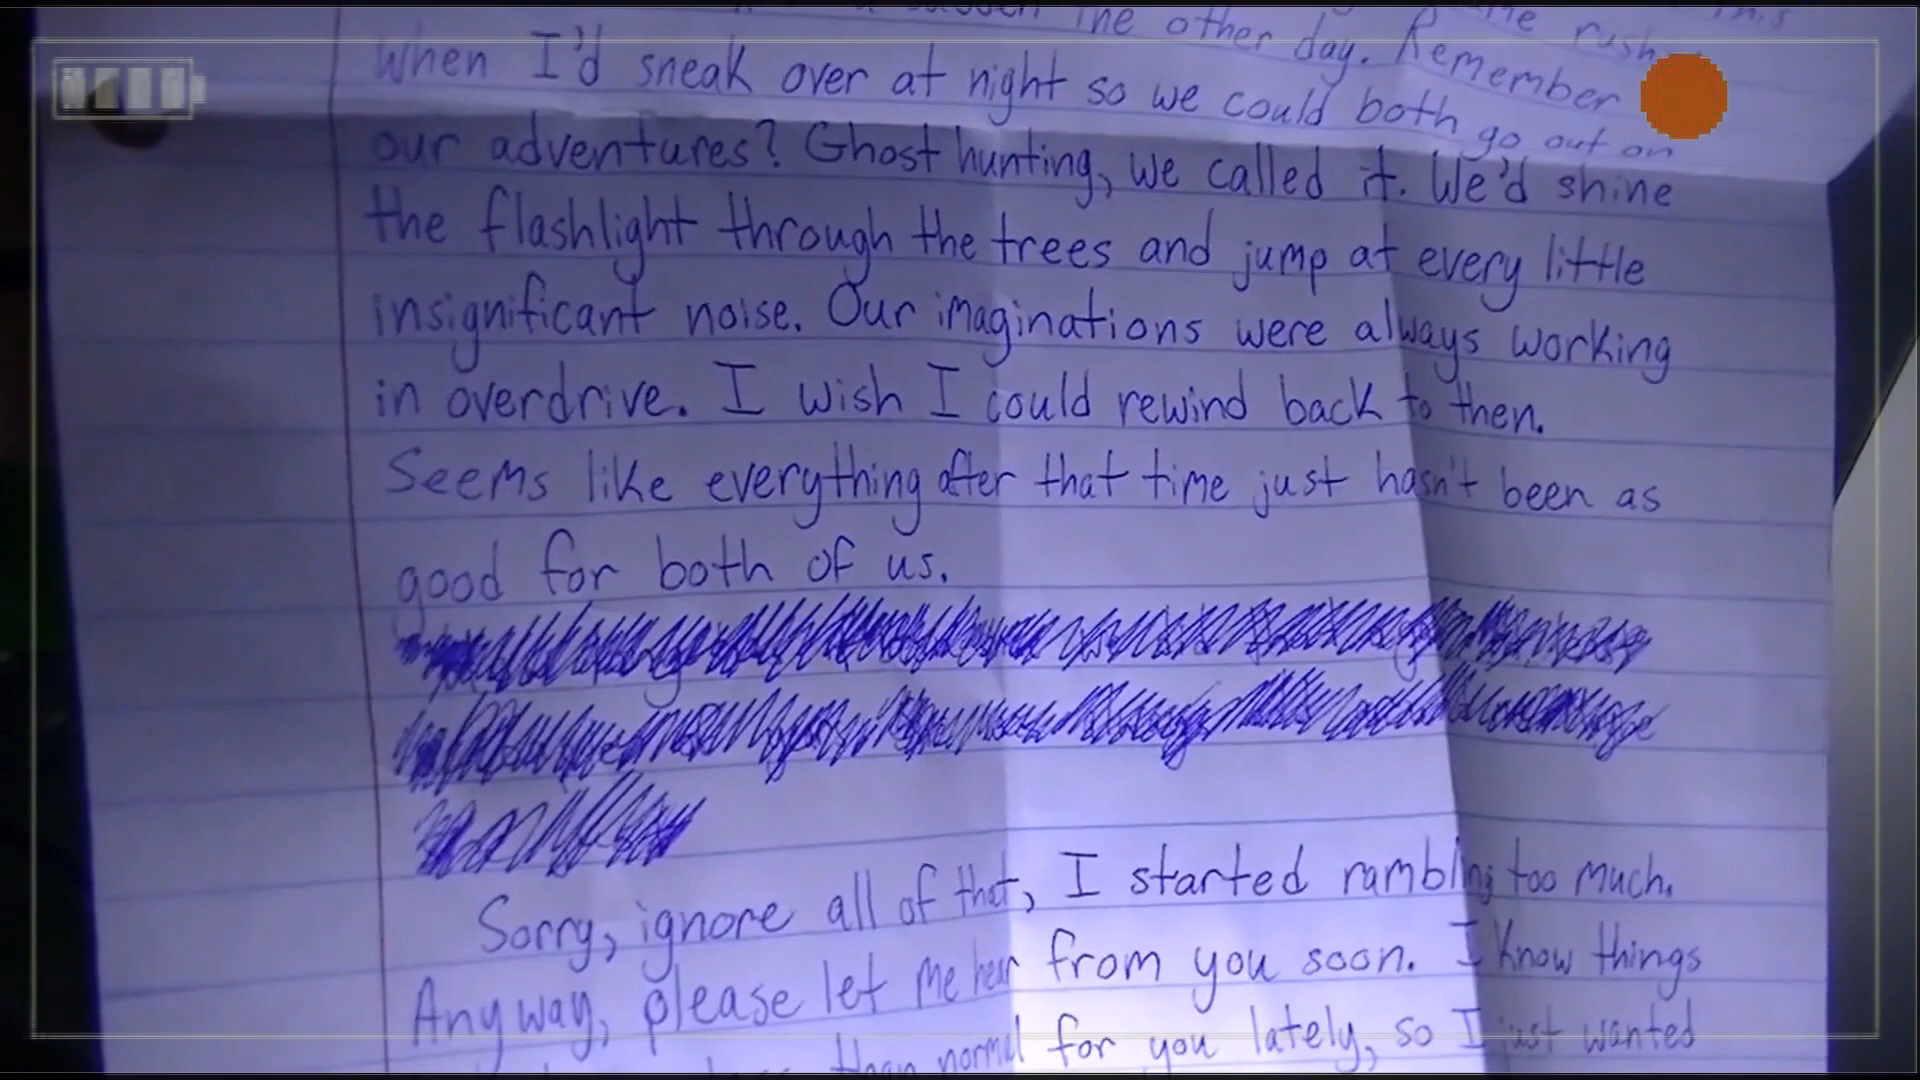 the other day. Remember
when I'd sneak over at night so we could both go out on
our adventures? Ghost hunting, we called it. We'd shine
the flashlight through the trees and jump at every little
insignificant noise. Our imaginations were always working
in overdrive. I wish I could rewind back to then.
Seems like everything after that time just hasn't been as
good for both of us.
Sorry, ignore all of that, I started rambling too much.
Anyway, please let me hear from you soon. I know things
than normal for you lately, so I just wanted